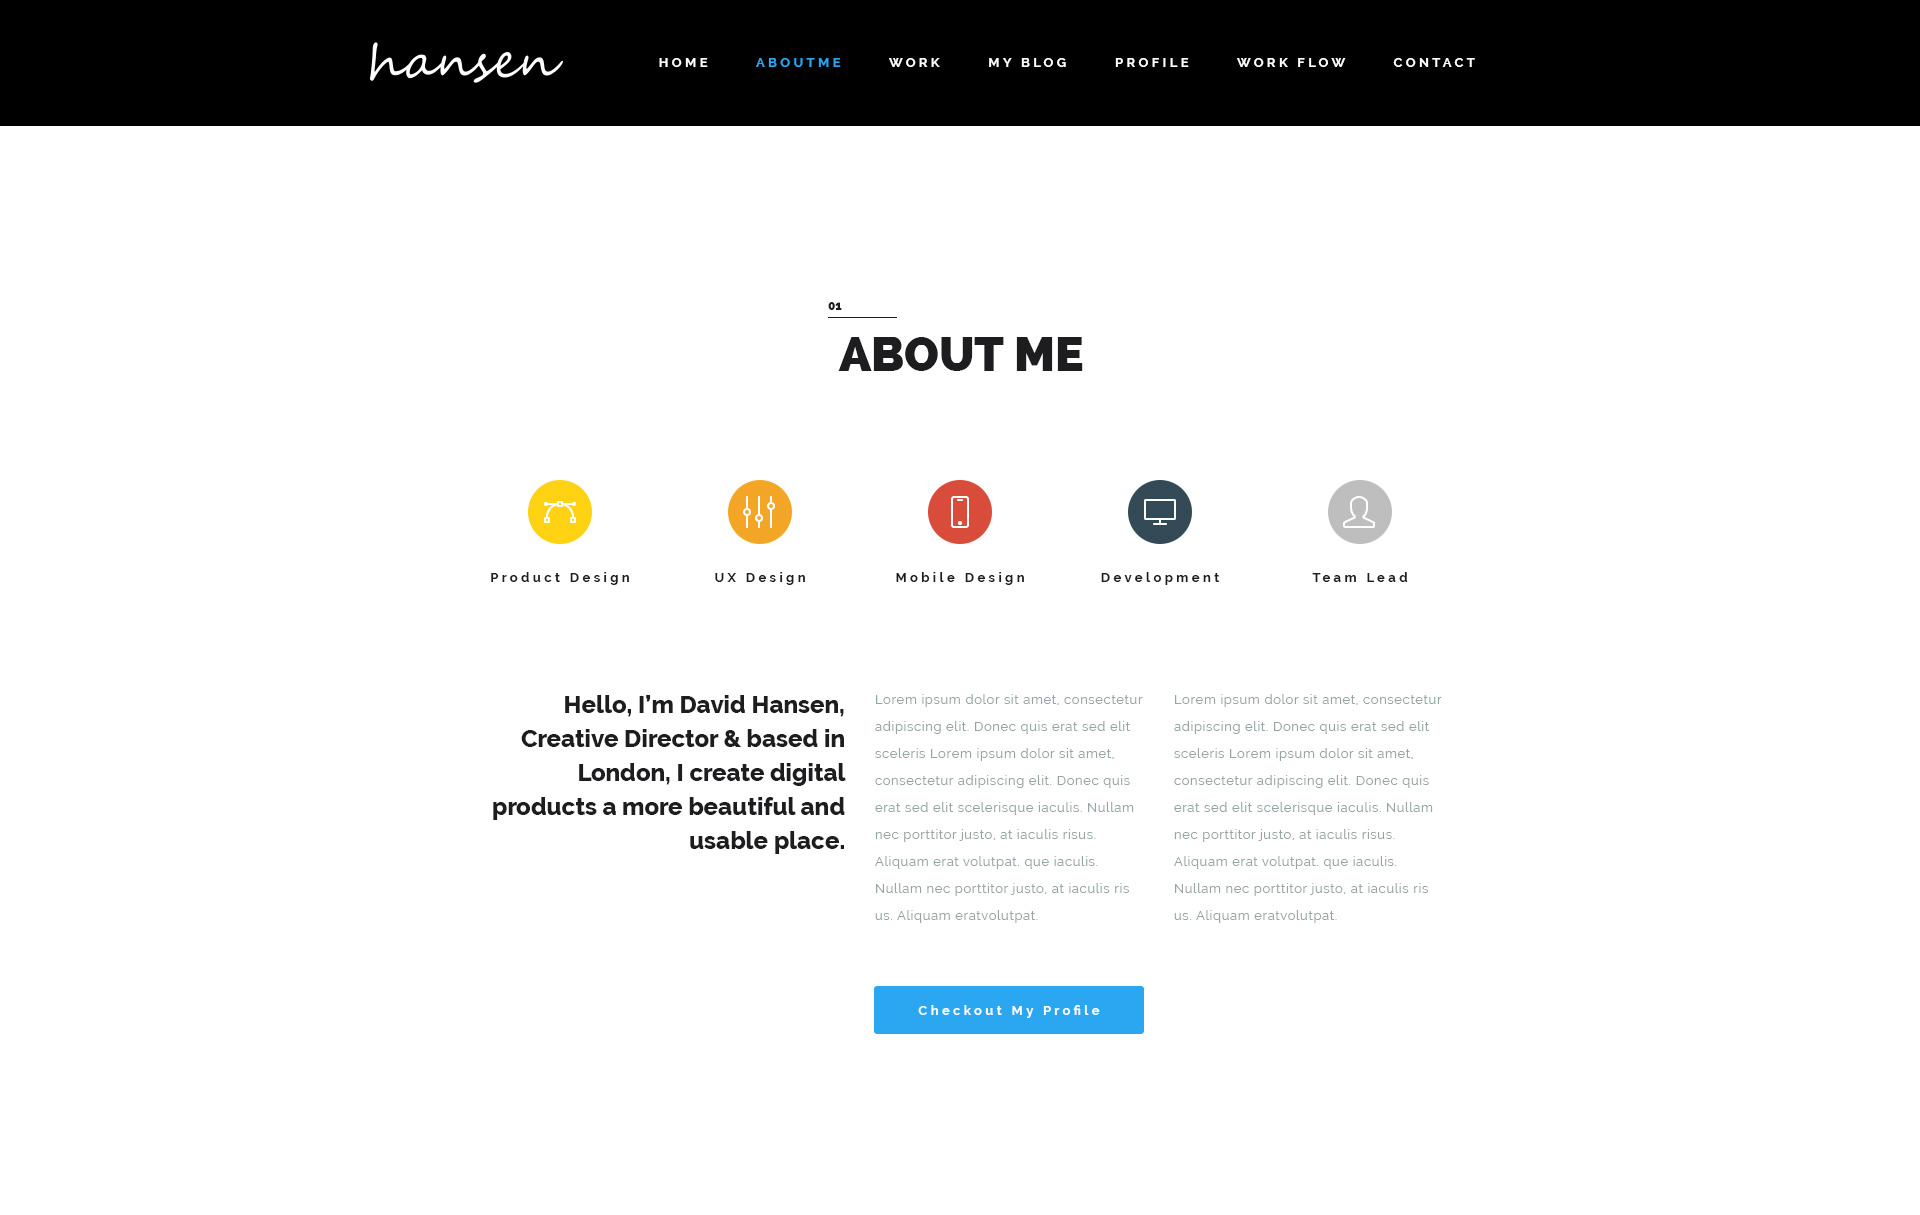 hansen
HOME ABOUTME WORK MY BLOG PROFILE WORK FLOW CONTACT
01
ABOUT ME
Product Design UX Design Mobile Design Development Team Lead
Hello, I’m David Hansen,
Creative Director & based in
London, I create digital
products a more beautiful and
usable place.
Lorem ipsum dolor sit amet, consectetur
adipiscing elit. Donec quis erat sed elit
sceleris Lorem ipsum dolor sit amet,
consectetur adipiscing elit. Donec quis
erat sed elit scelerisque iaculis. Nullam
nec porttitor justo, at iaculis risus.
Aliquam erat volutpat. que iaculis.
Nullam nec porttitor justo, at iaculis ris
us. Aliquam eratvolutpat.
Lorem ipsum dolor sit amet, consectetur
adipiscing elit. Donec quis erat sed elit
sceleris Lorem ipsum dolor sit amet,
consectetur adipiscing elit. Donec quis
erat sed elit scelerisque iaculis. Nullam
nec porttitor justo, at iaculis risus.
Aliquam erat volutpat. que iaculis.
Nullam nec porttitor justo, at iaculis ris
us. Aliquam eratvolutpat.
Checkout My Profile